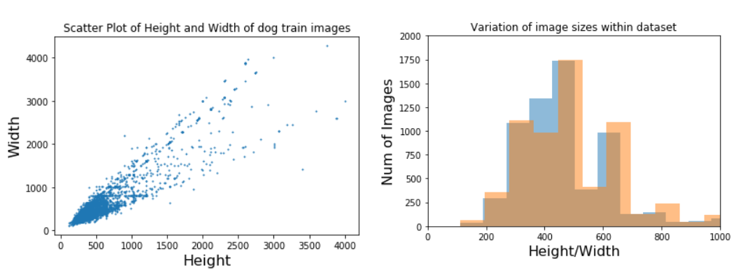 Scatter Plot of Height and Width of dog train images
4000
3000
2000
1000
0
Width
0 500 1000 1500 2000 2500 3000 3500 4000
Height
Variation of image sizes within dataset
2000
1750
1500
1250
1000
750
500
250
0
Num of Images
0 200 400 600 800 1000
Height/Width